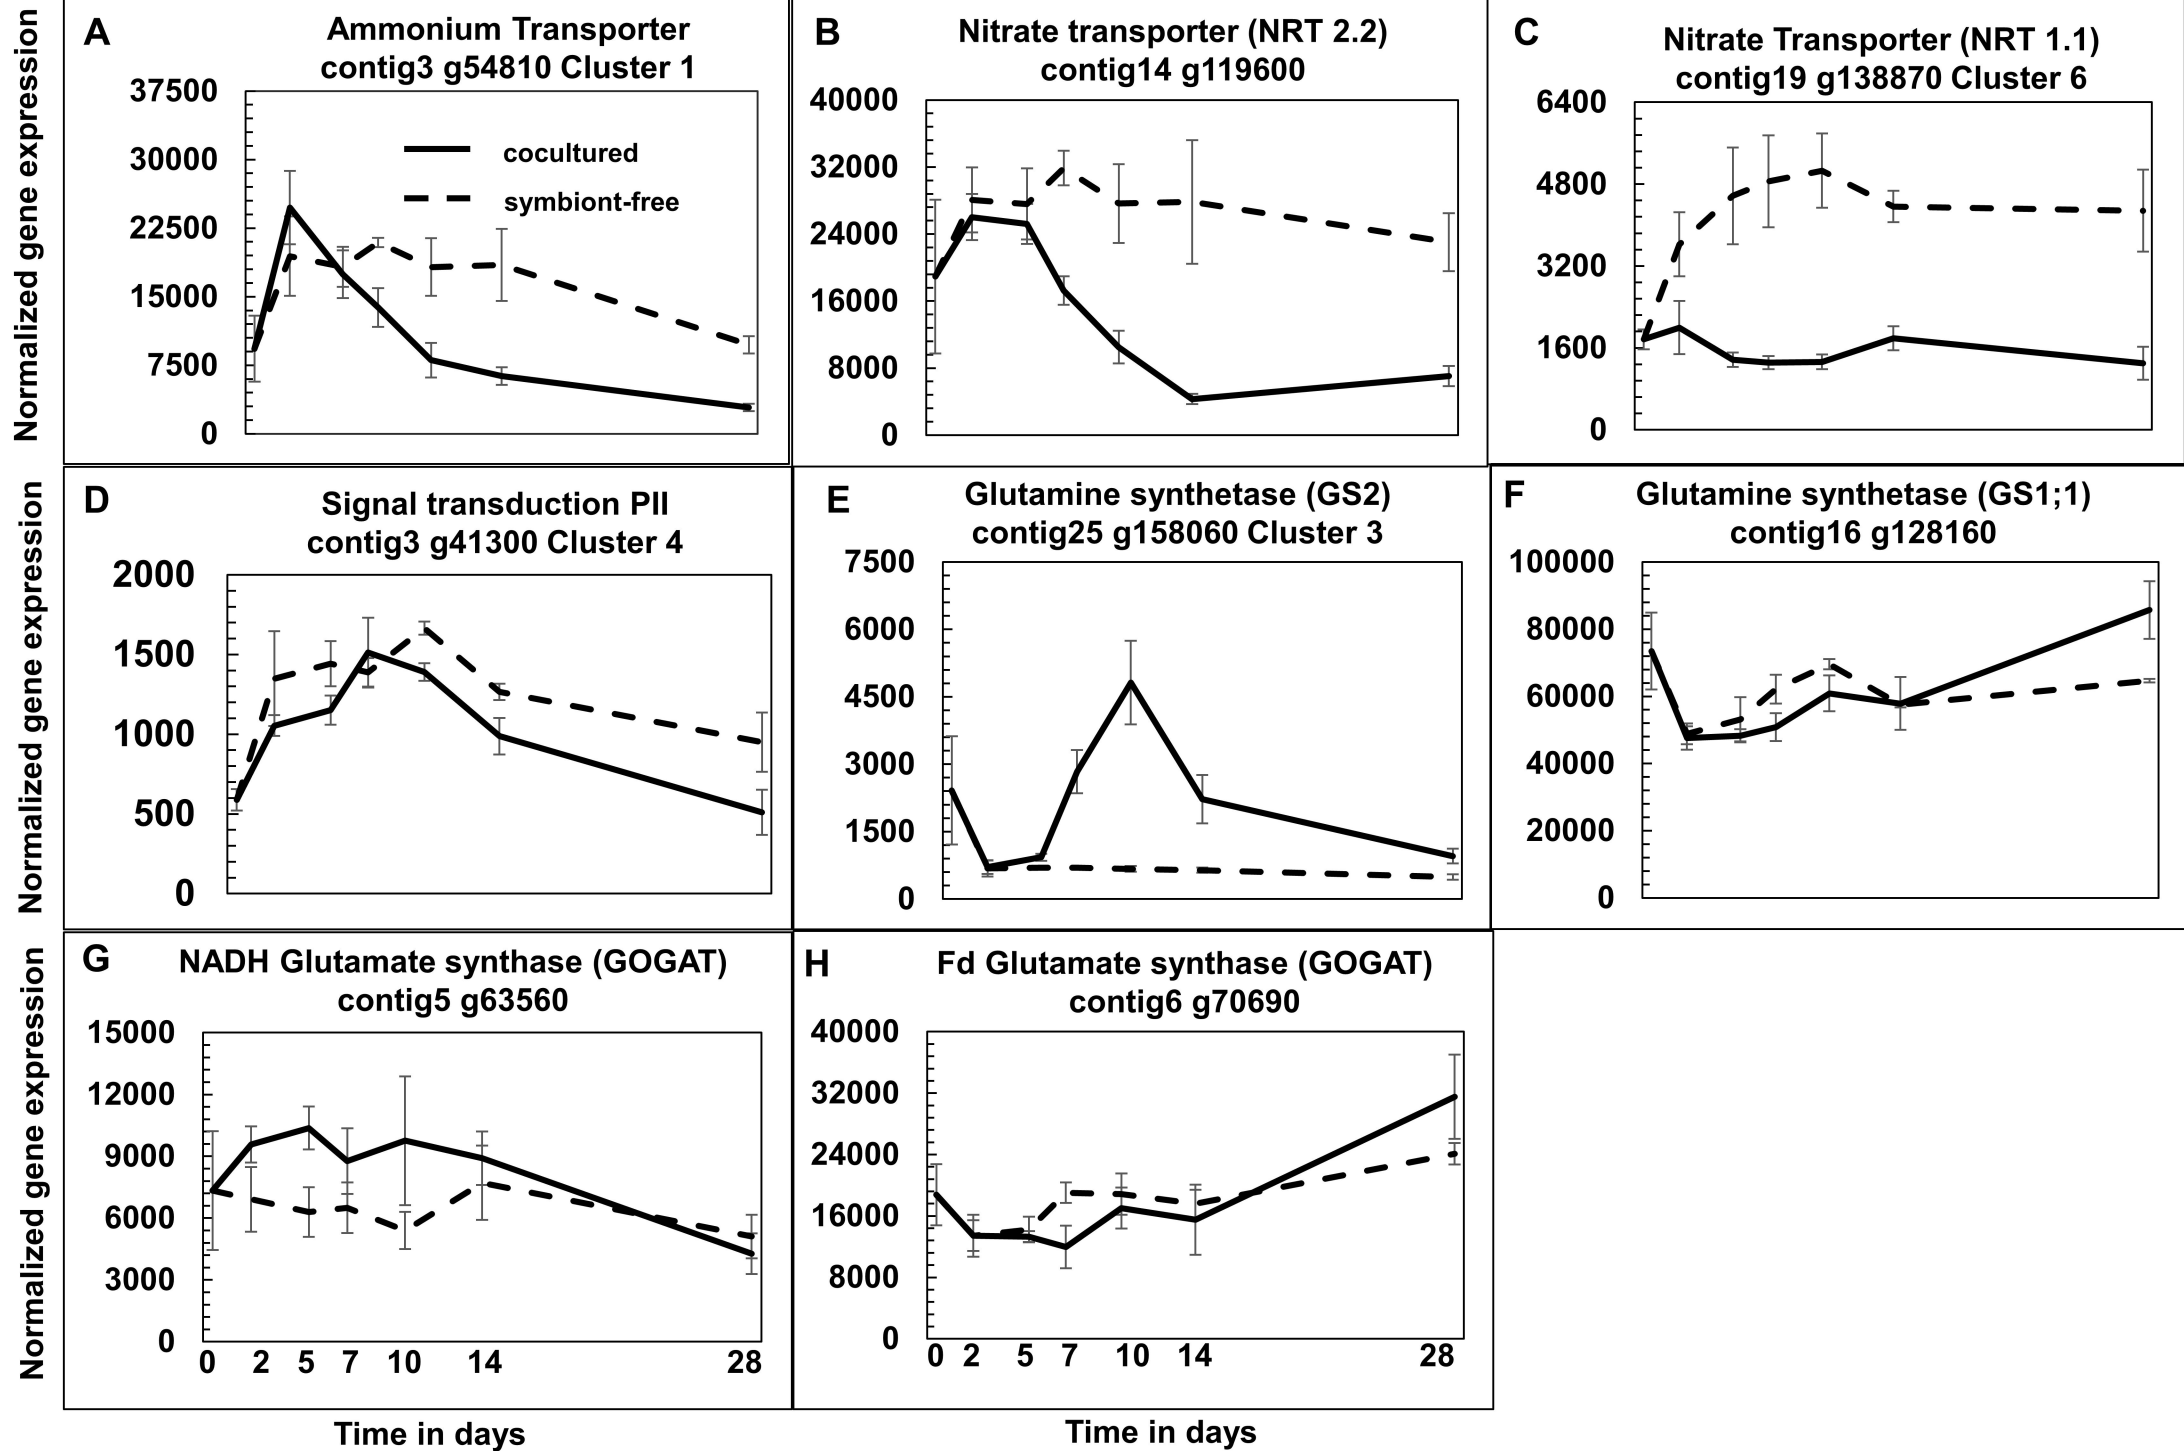 A
Ammonium Transporter
contig3 g54810 Cluster 1
Normalized gene expression
37500
30000
22500
15000
7500
0
cocultured
symbiont-free
B
Nitrate transporter (NRT 2.2)
contig14 g119600
40000
32000
24000
16000
8000
0
C
Nitrate Transporter (NRT 1.1)
contig19 g138870 Cluster 6
6400
4800
3200
1600
0
D
Signal transduction PII
contig3 g41300 Cluster 4
Normalized gene expression
2000
1500
1000
500
0
E
Glutamine synthetase (GS2)
contig25 g158060 Cluster 3
7500
6000
4500
3000
1500
0
F
Glutamine synthetase (GS1;1)
contig16 g128160
100000
80000
60000
40000
20000
0
G
NADH Glutamate synthase (GOGAT)
contig5 g63560
Normalized gene expression
15000
12000
9000
6000
3000
0
0 2 5 7 10 14 28
Time in days
H
Fd Glutamate synthase (GOGAT)
contig6 g70690
40000
32000
24000
16000
8000
0
0 2 5 7 10 14 28
Time in days